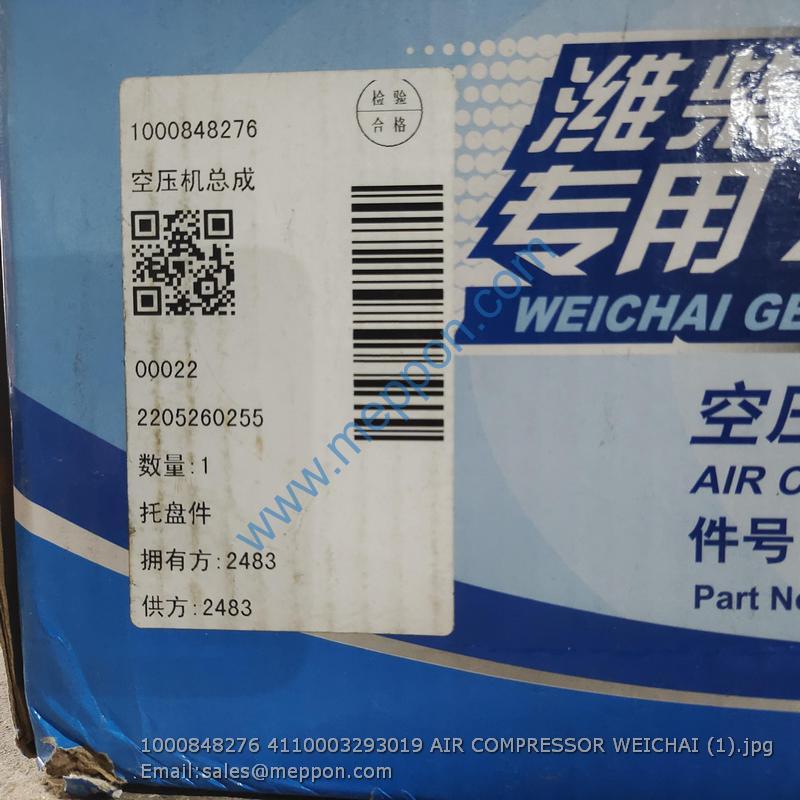 检验
合格
1000848276
空压机总成
00022
2205260255
数量:1
托盘件
拥有方:2483
供方:2483
潍柴
专用
WEICHAI GE
空压
AIR C
件号
Part No
www.meppon.com
1000848276 4110003293019 AIR COMPRESSOR WEICHAI (1).jpg
Email:sales@meppon.com